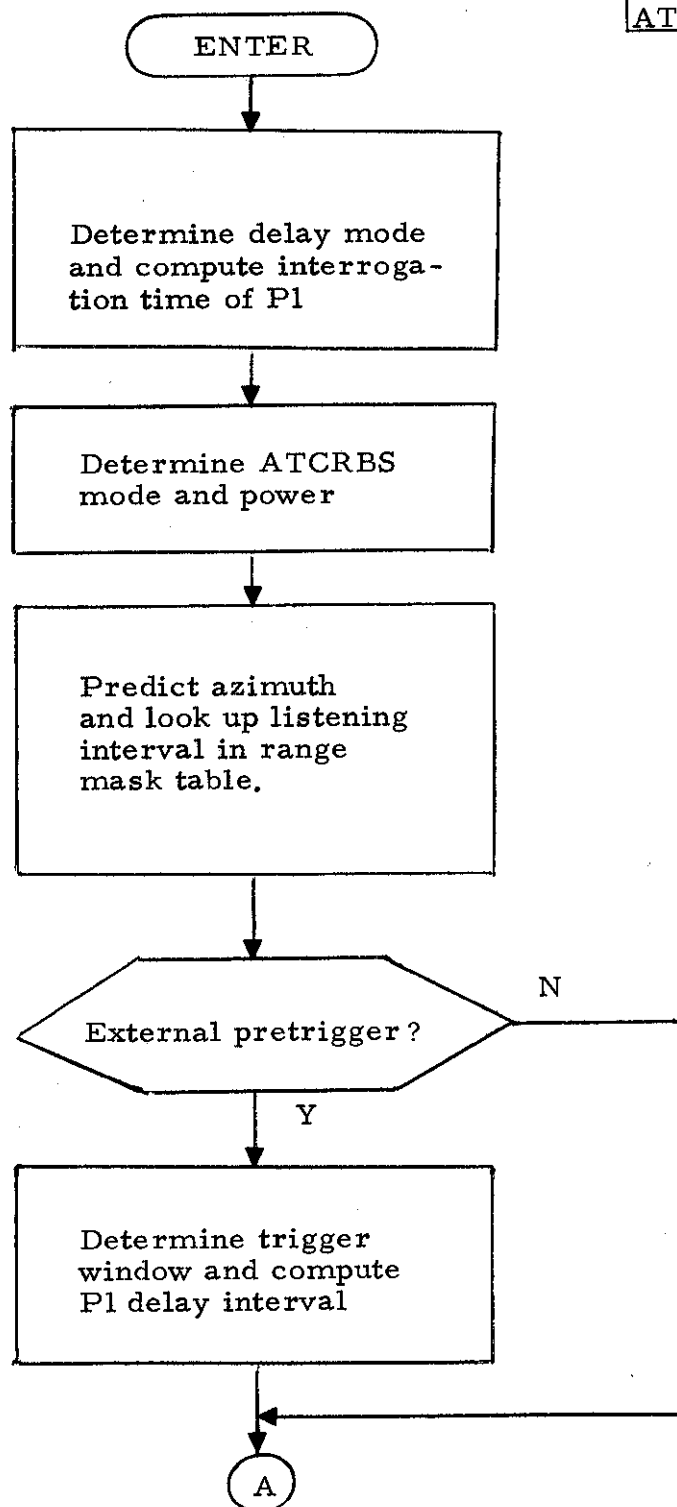 AT
ENTER
Determine delay mode
and compute interroga-
tion time of P1
Determine ATCRBS
mode and power
Predict azimuth
and look up listening
interval in range
mask table.
External pretrigger?
N
Y
Determine trigger
window and compute
P1 delay interval
A